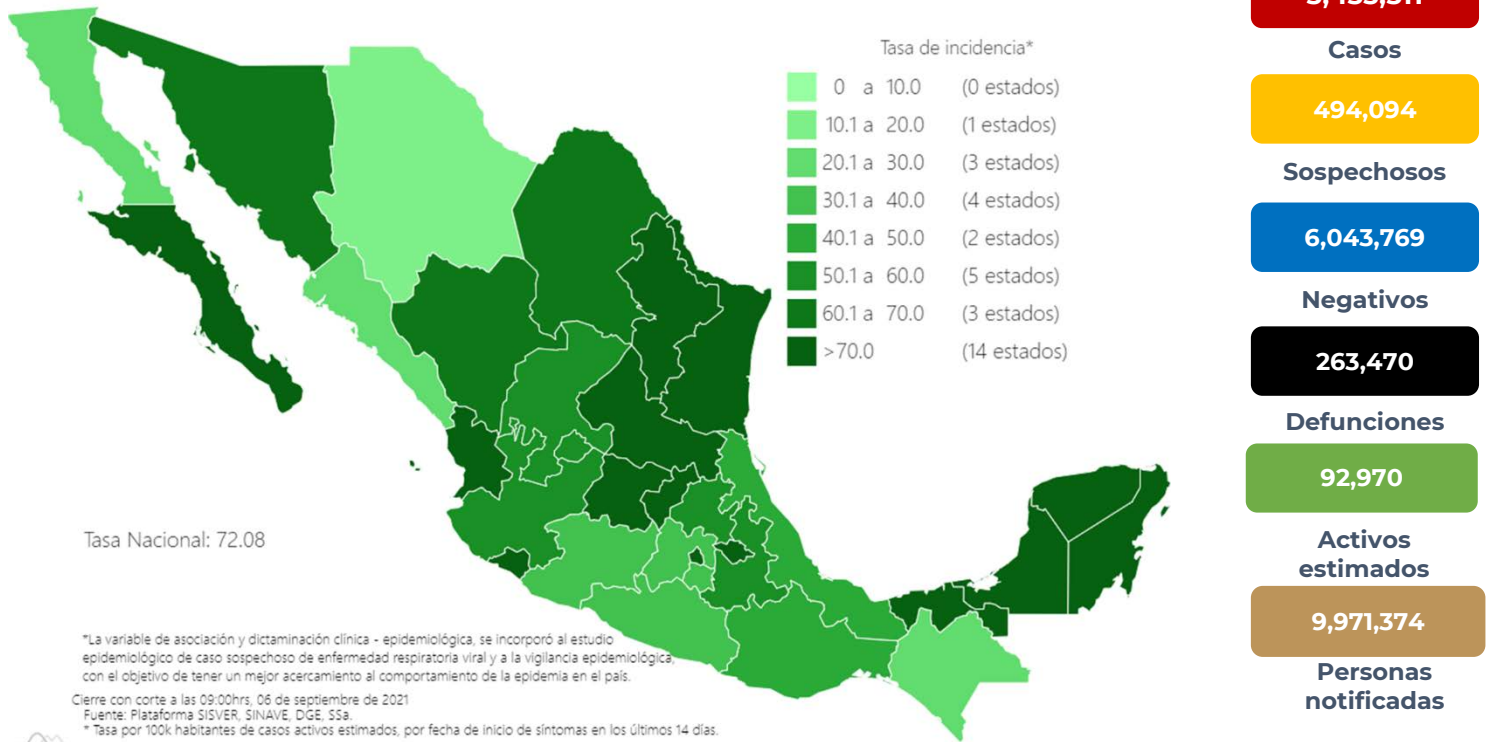 Tasa de incidencia*
0 a 10.0 (0 estados)
10.1 a 20.0 (1 estados)
20.1 a 30.0 (3 estados)
30.1 a 40.0 (4 estados)
40.1 a 50.0 (2 estados)
50.1 a 60.0 (5 estados)
60.1 a 70.0 (3 estados)
>70.0 (14 estados)
Tasa Nacional: 72.08
*La variable de asociación y dictaminación clínica - epidemiológica, se incorporó al estudio
epidemiológico de caso sospechoso de enfermedad respiratoria viral y a la vigilancia epidemiológica,
con el objetivo de tener un mejor acercamiento al comportamiento de la epidemia en el país.
Cierre con corte a las 09:00hrs, 06 de septiembre de 2021
Fuente: Plataforma SISVER, SINAVE, DGE, SSa.
* Tasa por 100k habitantes de casos activos estimados, por fecha de inicio de síntomas en los últimos 14 días.
Casos
494,094
Sospechosos
6,043,769
Negativos
263,470
Defunciones
92,970
Activos
estimados
9,971,374
Personas
notificadas